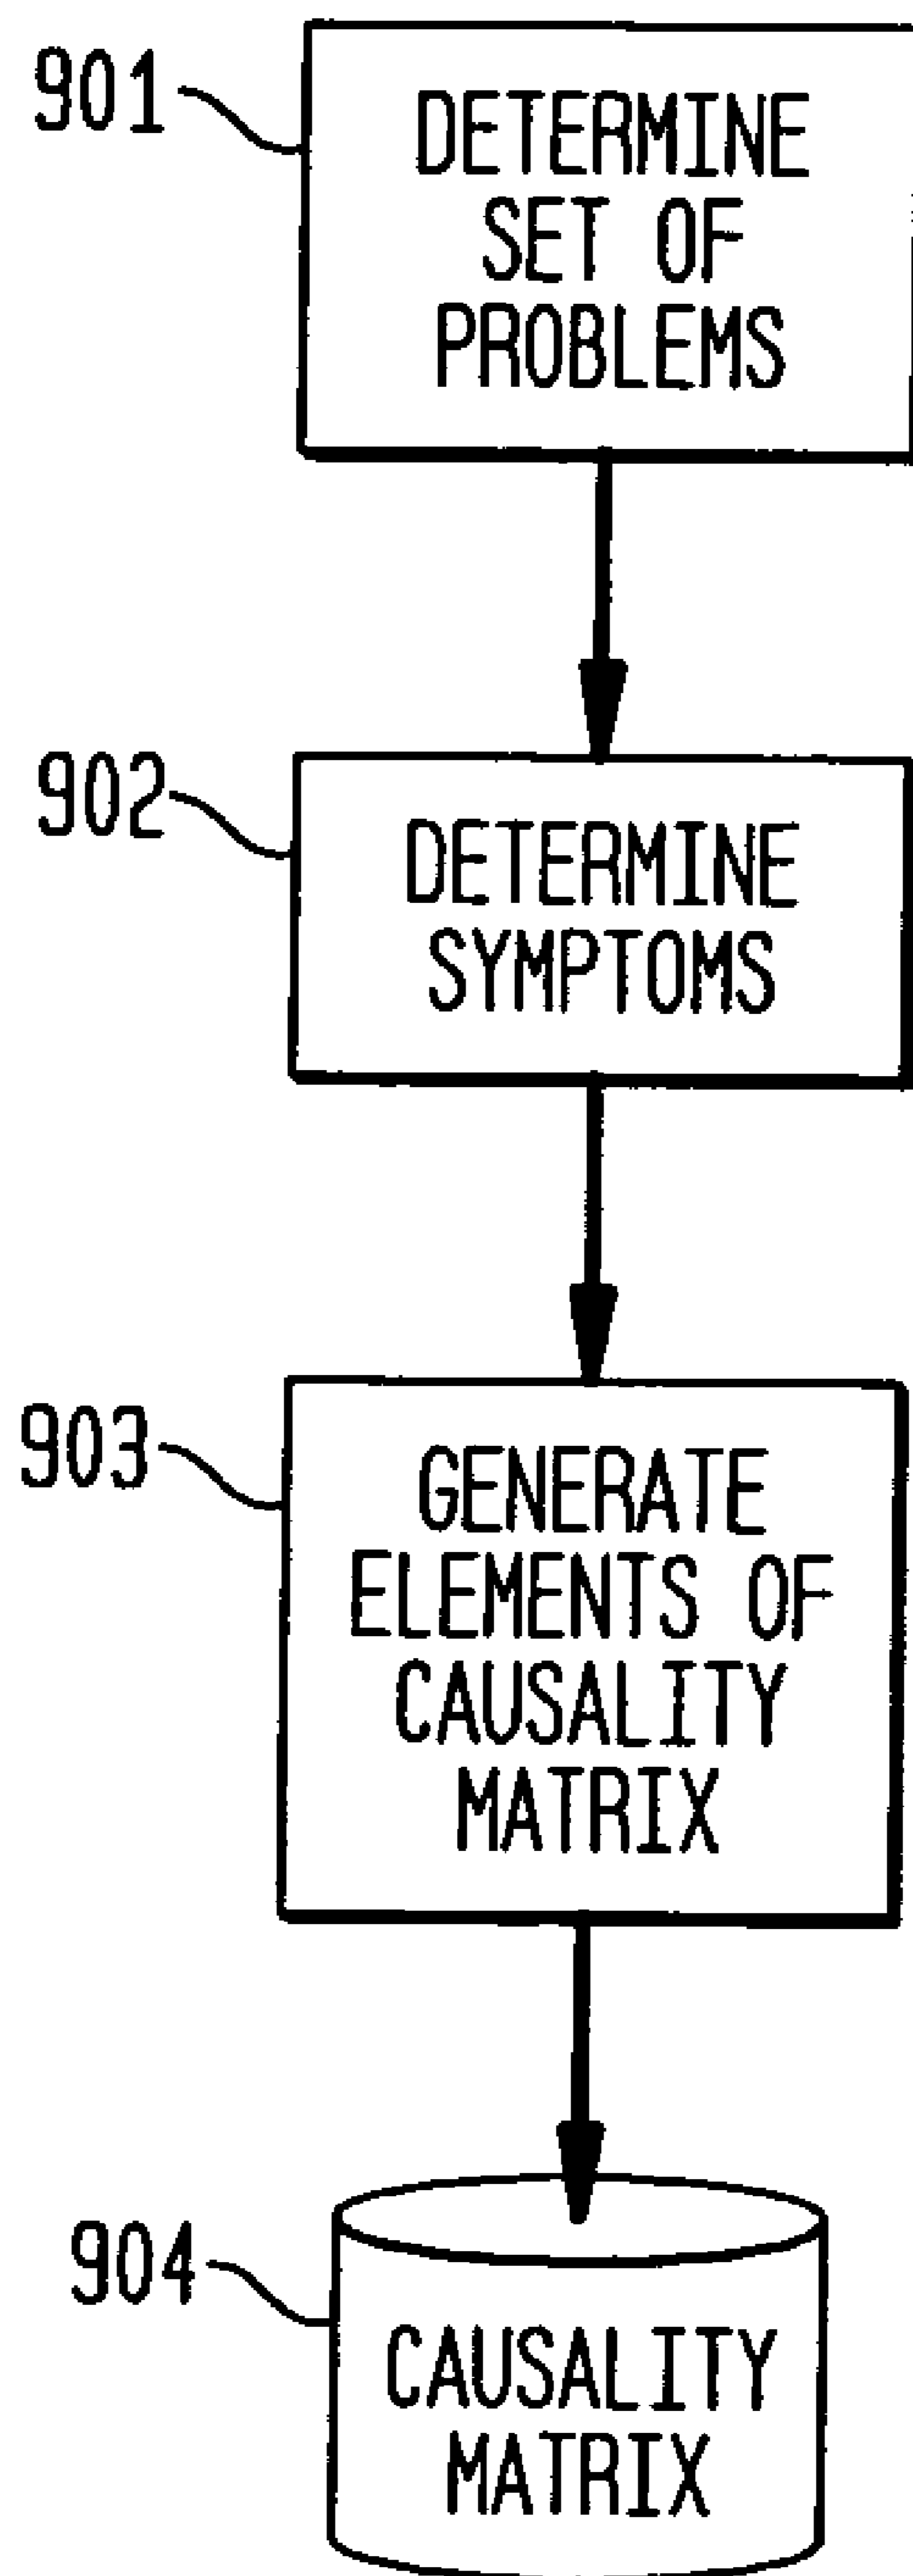 901
DETERMINE
SET OF
PROBLEMS
902
DETERMINE
SYMPTOMS
903
GENERATE
ELEMENTS OF
CAUSALITY
MATRIX
904
CAUSALITY
MATRIX